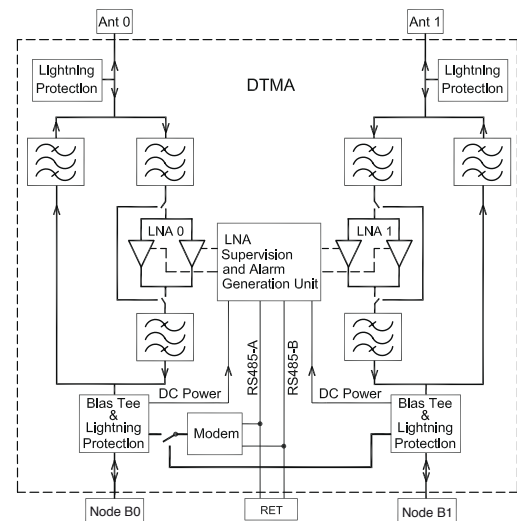 Ant 0
Ant 1
Lightning
Protection
DTMA
Lightning
Protection
LNA 0
LNA
Supervision
and Alarm
Generation Unit
LNA 1
RS485-A
RS485-B
DC Power
DC Power
Bias Tee
&
Lightning
Protection
Modem
Bias Tee
&
Lightning
Protection
Node B0
RET
Node B1